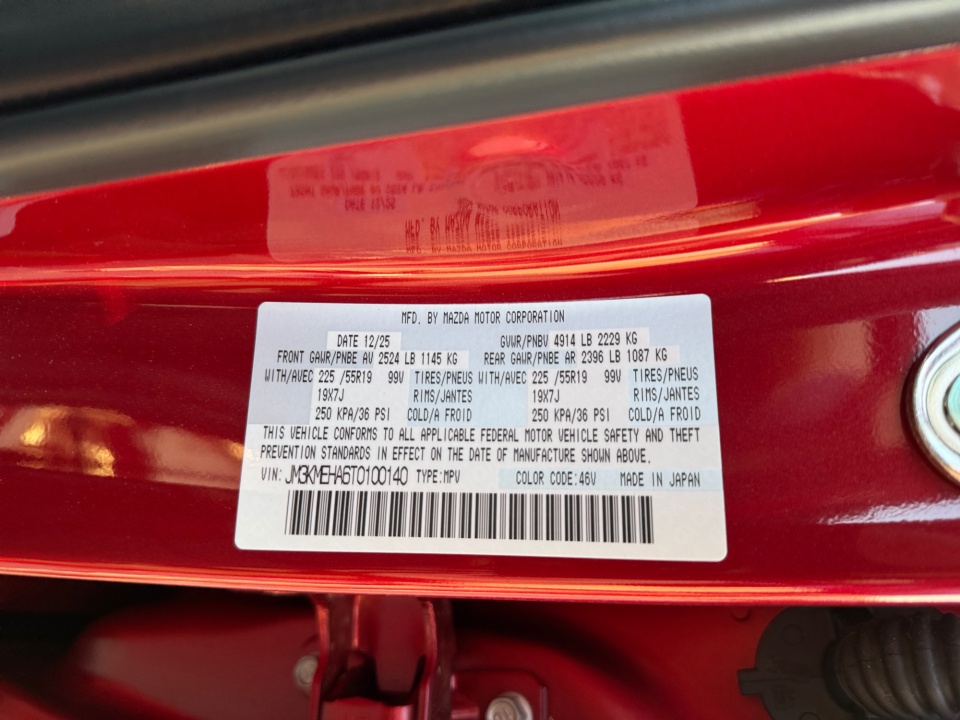 MFD. BY MAZDA MOTOR CORPORATION
DATE 12/25 GVWR/PNBV 4914 LB 2229 KG
FRONT GAWR/PNBE AV 2524 LB 1145 KG REAR GAWR/PNBE AR 2396 LB 1087 KG
WITH/AVEC 225 /55R19 99V TIRES/PNEUS WITH/AVEC 225 /55R19 99V TIRES/PNEUS
19X7J RIMS/JANTES 19X7J RIMS/JANTES
250 KPA/36 PSI COLD/A FROID 250 KPA/36 PSI COLD/A FROID
THIS VEHICLE CONFORMS TO ALL APPLICABLE FEDERAL MOTOR VEHICLE SAFETY AND THEFT
PREVENTION STANDARDS IN EFFECT ON THE DATE OF MANUFACTURE SHOWN ABOVE.
VIN: JM3KMEHA6T0100140 TYPE:MPV COLOR CODE:46V MADE IN JAPAN